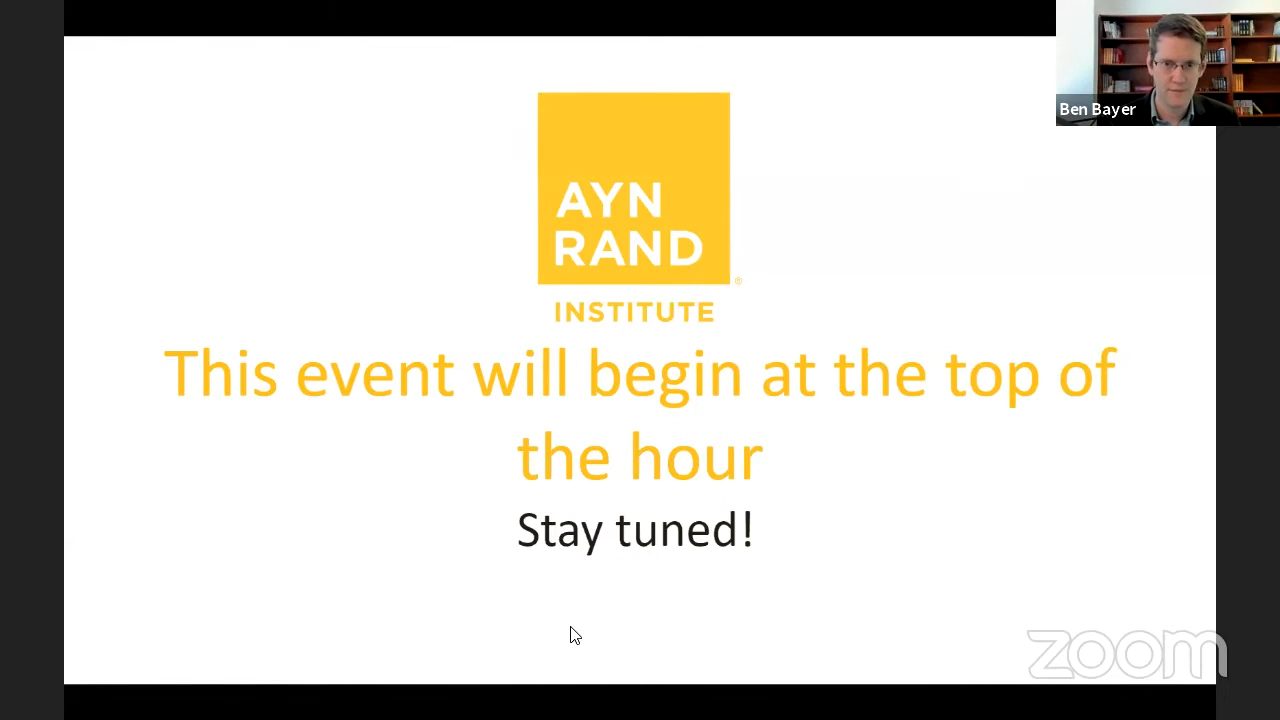 Ben Bayer
AYN
RAND
®
INSTITUTE
This event will begin at the top of
the hour
Stay tuned!
zoom